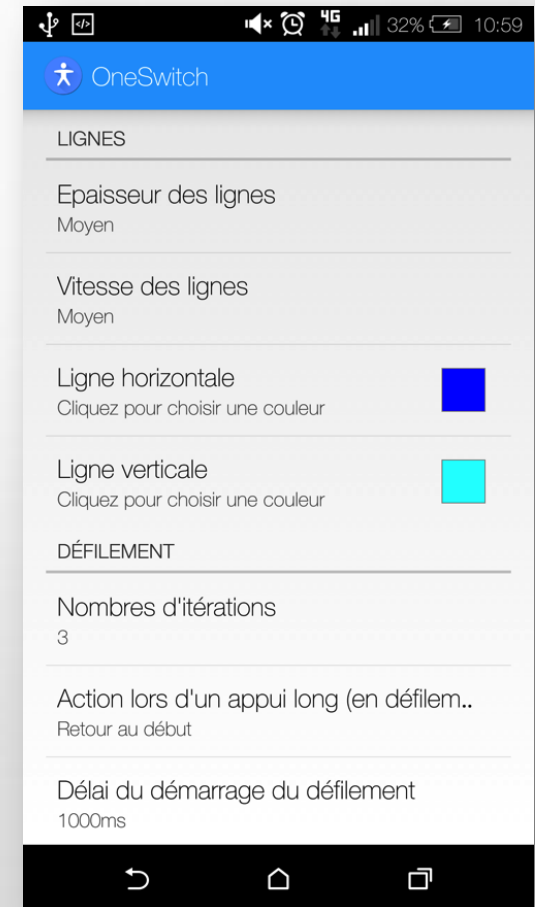 4G 32% 10:59
OneSwitch
LIGNES
Epaisseur des lignes
Moyen
Vitesse des lignes
Moyen
Ligne horizontale
Cliquez pour choisir une couleur
Ligne verticale
Cliquez pour choisir une couleur
DÉFILEMENT
Nombres d'itérations
3
Action lors d'un appui long (en défilem..
Retour au début
Délai du démarrage du défilement
1000ms